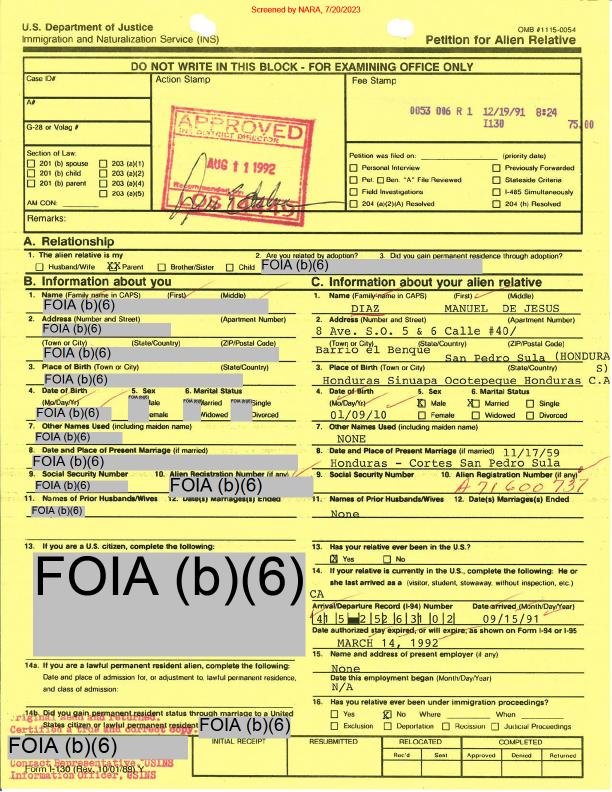 Screened by NARA, 7/20/2023
U.S. Department of Justice
Immigration and Naturalization Service (INS)
OMB #1115-0054
Petition for Alien Relative
DO NOT WRITE IN THIS BLOCK - FOR EXAMINING OFFICE ONLY
Case ID#
Action Stamp
Fee Stamp
A#
G-28 or Volag #
0053 006 R 1 12/19/91 8:24
I130 75.00
APPROVED
INS DISTRICT DIRECTOR
AUG 11 1992
Section of Law:
201 (b) spouse 203 (a)(1)
201 (b) child 203 (a)(2)
201 (b) parent 203 (a)(4)
203 (a)(5)
AM CON:
Petition was filed on: (priority date)
Personal Interview Previously Forwarded
Pet. Ben. "A" File Reviewed Stateside Criteria
Field Investigations I-485 Simultaneously
204 (a)(2)(A) Resolved 204 (h) Resolved
Remarks:
A. Relationship
1. The alien relative is my 2. Are you related by adoption? 3. Did you gain permanent residence through adoption?
Husband/Wife XX Parent Brother/Sister Child FOIA (b)(6)
B. Information about you
1. Name (Family name in CAPS) (First) (Middle)
FOIA (b)(6)
2. Address (Number and Street) (Apartment Number)
FOIA (b)(6)
(Town or City) (State/Country) (ZIP/Postal Code)
FOIA (b)(6)
3. Place of Birth (Town or City) (State/Country)
FOIA (b)(6)
4. Date of Birth 5. Sex 6. Marital Status
(Mo/Day/Yr) FOIA (b)(6) ale FOIA (b)(6) Married FOIA (b)(6) Single
FOIA (b)(6) emale Widowed Divorced
7. Other Names Used (including maiden name)
FOIA (b)(6)
8. Date and Place of Present Marriage (if married)
FOIA (b)(6)
9. Social Security Number 10. Alien Registration Number (if any)
FOIA (b)(6) FOIA (b)(6)
11. Names of Prior Husbands/Wives 12. Date(s) Marriages(s) Ended
FOIA (b)(6)
13. If you are a U.S. citizen, complete the following:
FOIA (b)(6)
14a. If you are a lawful permanent resident alien, complete the following:
Date and place of admission for, or adjustment to, lawful permanent residence,
and class of admission:
14b. Did you gain permanent resident status through marriage to a United
States citizen or lawful permanent resident FOIA (b)(6)
Original seen and returned.
Certified a true and correct copy.
FOIA (b)(6)
Contact Representative, USINS
Information Officer, USINS
Form I-130 (Rev. 10/01/89) Y
C. Information about your alien relative
1. Name (Family name in CAPS) (First) (Middle)
DIAZ MANUEL DE JESUS
2. Address (Number and Street) (Apartment Number)
8 Ave. S.O. 5 & 6 Calle #40/
(Town or City) (State/Country) (ZIP/Postal Code)
Barrio el Benque San Pedro Sula (HONDURA
S)
3. Place of Birth (Town or City) (State/Country)
Honduras Sinuapa Ocotepeque Honduras C.A
4. Date of Birth 5. Sex 6. Marital Status
(Mo/Day/Yr) X Male X Married Single
01/09/10 Female Widowed Divorced
7. Other Names Used (including maiden name)
NONE
8. Date and Place of Present Marriage (if married) 11/17/59
Honduras - Cortes San Pedro Sula
9. Social Security Number 10. Alien Registration Number (if any)
A 71 600 737
11. Names of Prior Husbands/Wives 12. Date(s) Marriages(s) Ended
None
13. Has your relative ever been in the U.S.?
X Yes No
14. If your relative is currently in the U.S., complete the following: He or
she last arrived as a (visitor, student, stowaway, without inspection, etc.)
CA
Arrival/Departure Record (I-94) Number Date arrived (Month/Day/Year)
4 1 5 2 5 2 6 3 1 0 2 09/15/91
Date authorized stay expired, or will expire, as shown on Form I-94 or I-95
MARCH 14, 1992
15. Name and address of present employer (if any)
None
Date this employment began (Month/Day/Year)
N/A
16. Has your relative ever been under immigration proceedings?
Yes X No Where When
Exclusion Deportation Recission Judicial Proceedings
INITIAL RECEIPT RESUBMITTED RELOCATED COMPLETED
Rec'd Sent Approved Denied Returned